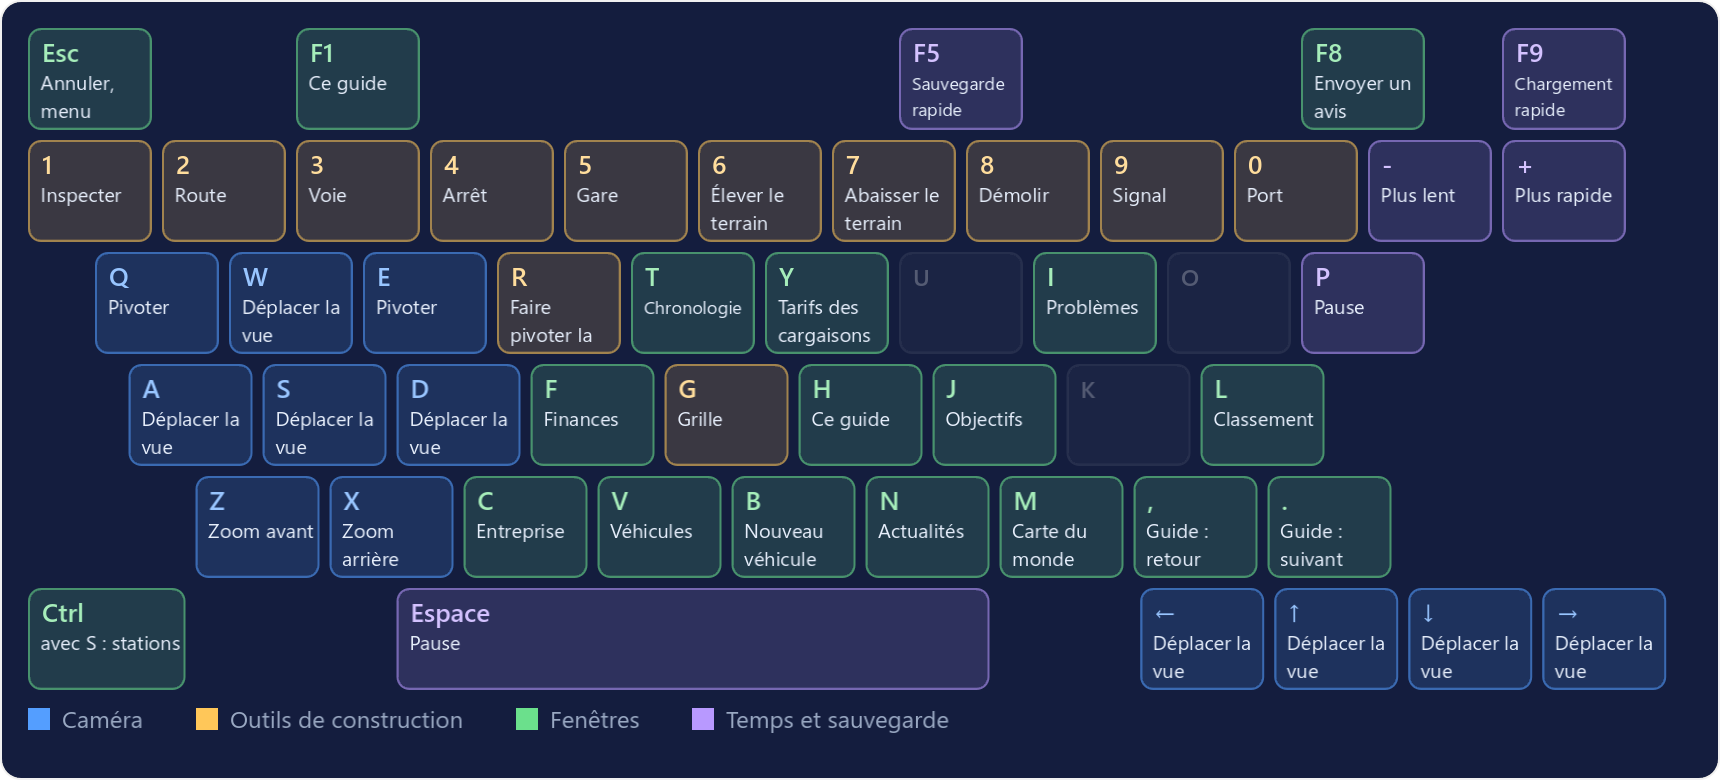 Esc
Annuler,
menu
F1
Ce guide
F5
Sauvegarde
rapide
F8
Envoyer un
avis
F9
Chargement
rapide
1
Inspecter
2
Route
3
Voie
4
Arrêt
5
Gare
6
Élever le
terrain
7
Abaisser le
terrain
8
Démolir
9
Signal
0
Port
-
Plus lent
+
Plus rapide
Q
Pivoter
W
Déplacer la
vue
E
Pivoter
R
Faire
pivoter la
T
Chronologie
Y
Tarifs des
cargaisons
U
I
Problèmes
O
P
Pause
A
Déplacer la
vue
S
Déplacer la
vue
D
Déplacer la
vue
F
Finances
G
Grille
H
Ce guide
J
Objectifs
K
L
Classement
Z
Zoom avant
X
Zoom
arrière
C
Entreprise
V
Véhicules
B
Nouveau
véhicule
N
Actualités
M
Carte du
monde
,
Guide :
retour
.
Guide :
suivant
Ctrl
avec S : stations
Espace
Pause
←
Déplacer la
vue
↑
Déplacer la
vue
↓
Déplacer la
vue
→
Déplacer la
vue
Caméra
Outils de construction
Fenêtres
Temps et sauvegarde